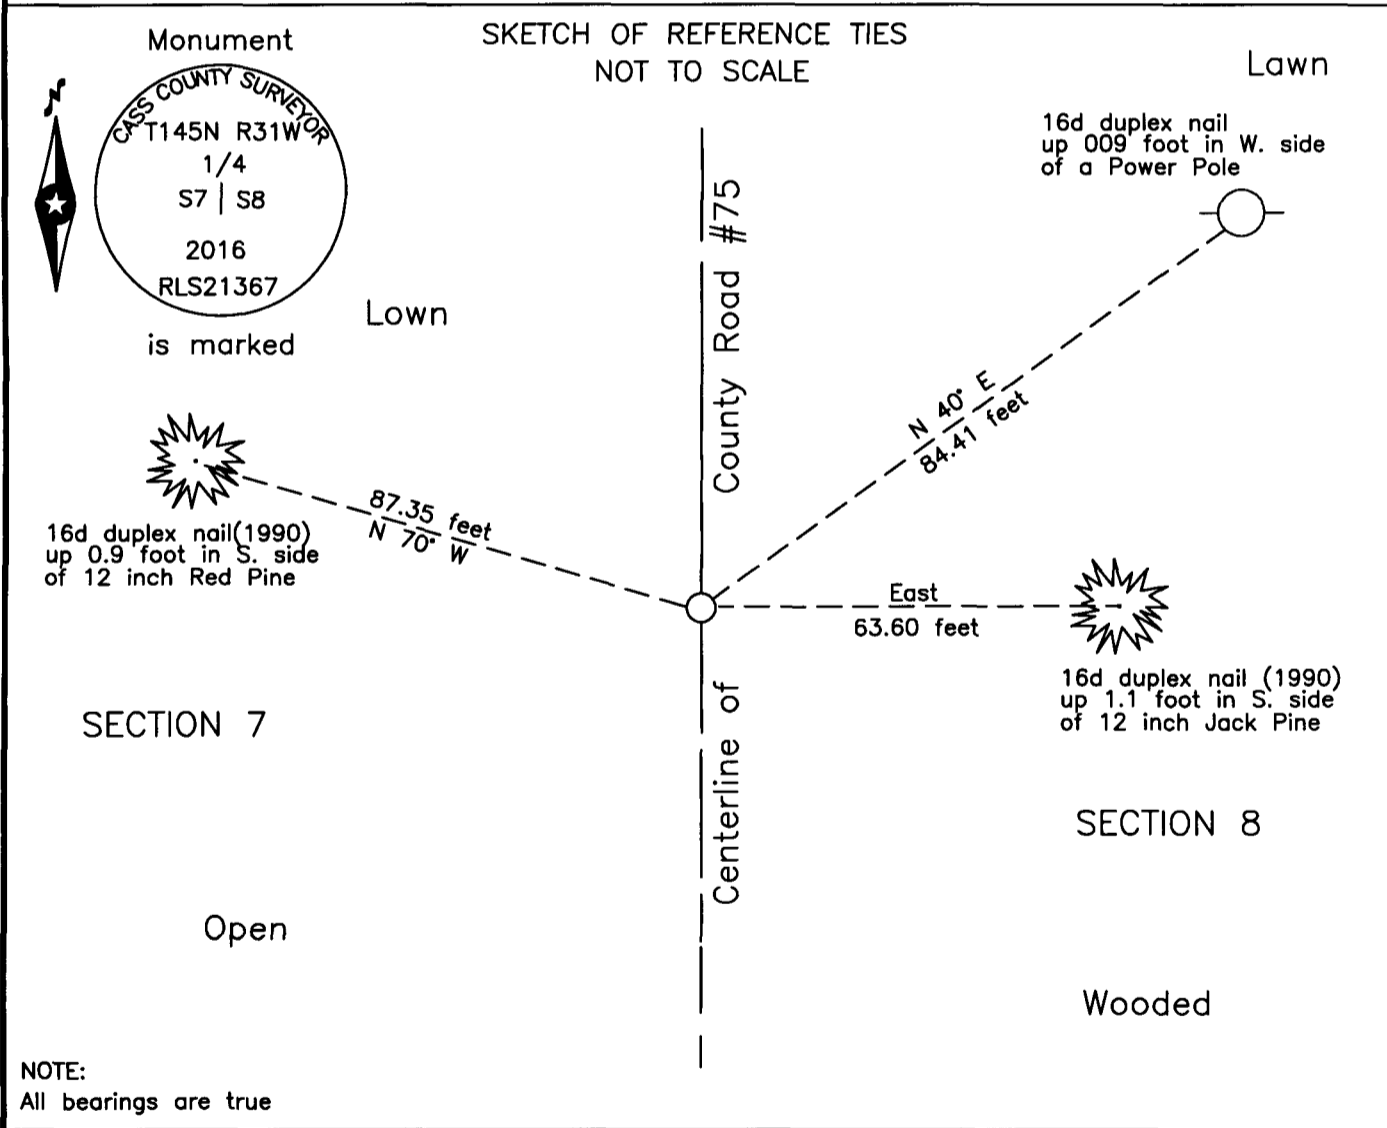 SKETCH OF REFERENCE TIES
NOT TO SCALE
Monument
N
CASS COUNTY SURVEYOR
T145N R31W
1/4
S7 | S8
2016
RLS21367
is marked
Lown
Lawn
16d duplex nail
up 009 foot in W. side
of a Power Pole
County Road #75
Centerline of
N 40° E
84.41 feet
87.35 feet
N 70° W
16d duplex nail(1990)
up 0.9 foot in S. side
of 12 inch Red Pine
East
63.60 feet
16d duplex nail (1990)
up 1.1 foot in S. side
of 12 inch Jack Pine
SECTION 7
SECTION 8
Open
Wooded
NOTE:
All bearings are true